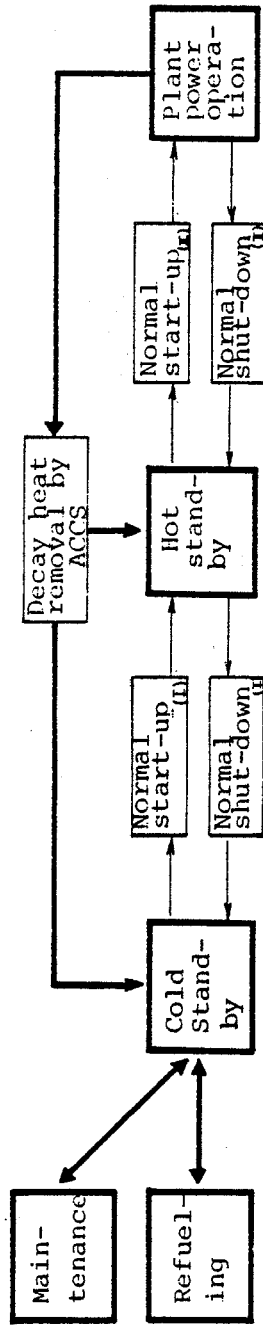 Main-
tenance
Refuel-
ing
Cold
Stand-
by
Normal
start-up
(I)
Normal
shut-down
Decay heat
removal by
ACCS
Hot
stand-
by
Normal
start-up
(II)
Normal
shut-down
(I)
Plant
power
opera-
tion